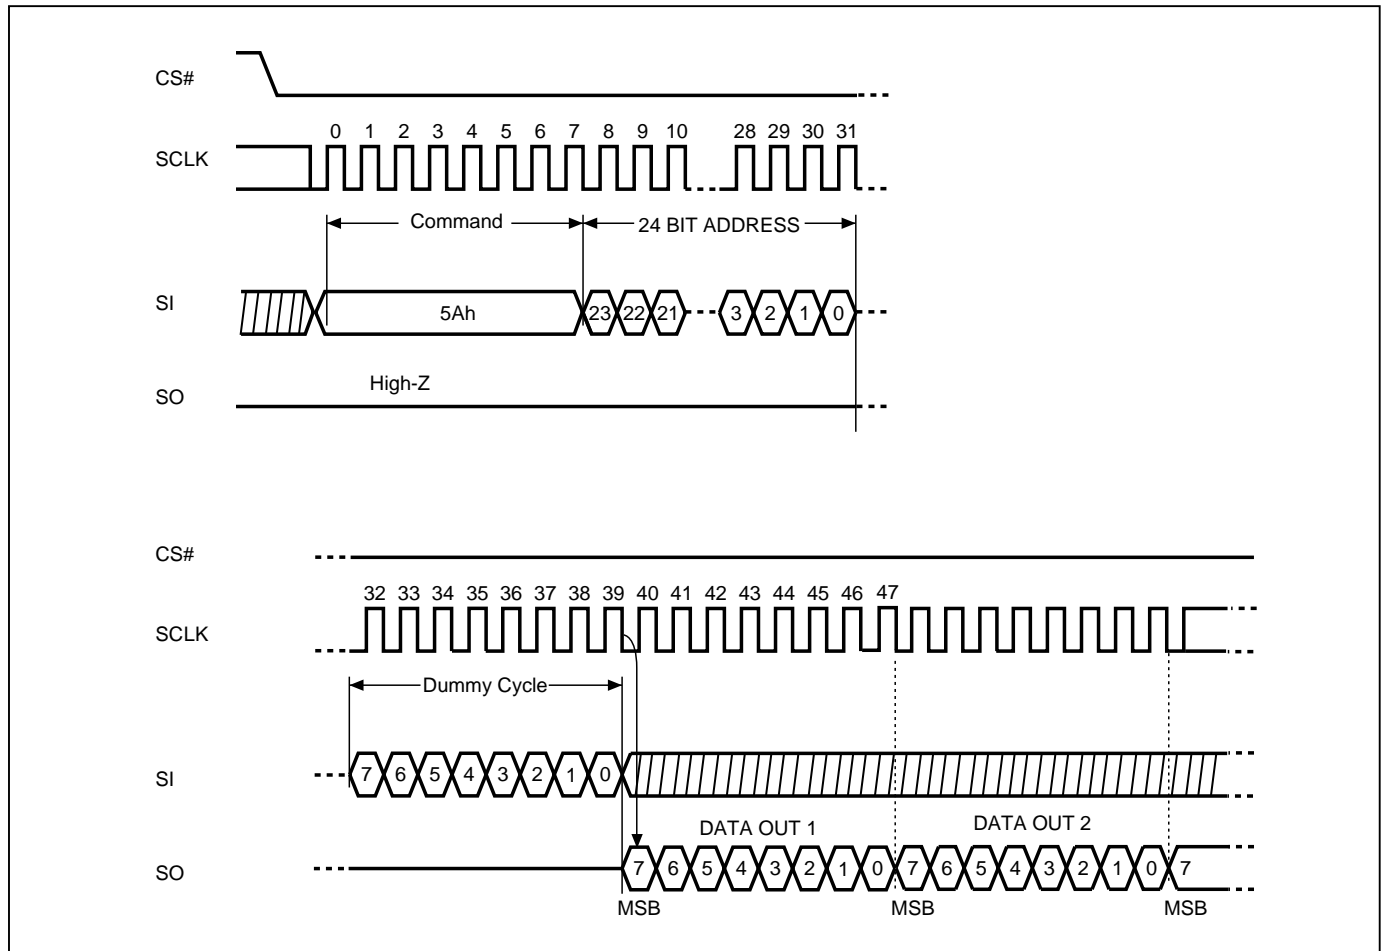 CS#
0 1 2 3 4 5 6 7 8 9 10 28 29 30 31
SCLK
Command 24 BIT ADDRESS
SI 5Ah 23 22 21 3 2 1 0
High-Z
SO
CS#
32 33 34 35 36 37 38 39 40 41 42 43 44 45 46 47
SCLK
Dummy Cycle
SI 7 6 5 4 3 2 1 0
DATA OUT 1 DATA OUT 2
SO 7 6 5 4 3 2 1 0 7 6 5 4 3 2 1 0 7
MSB MSB MSB